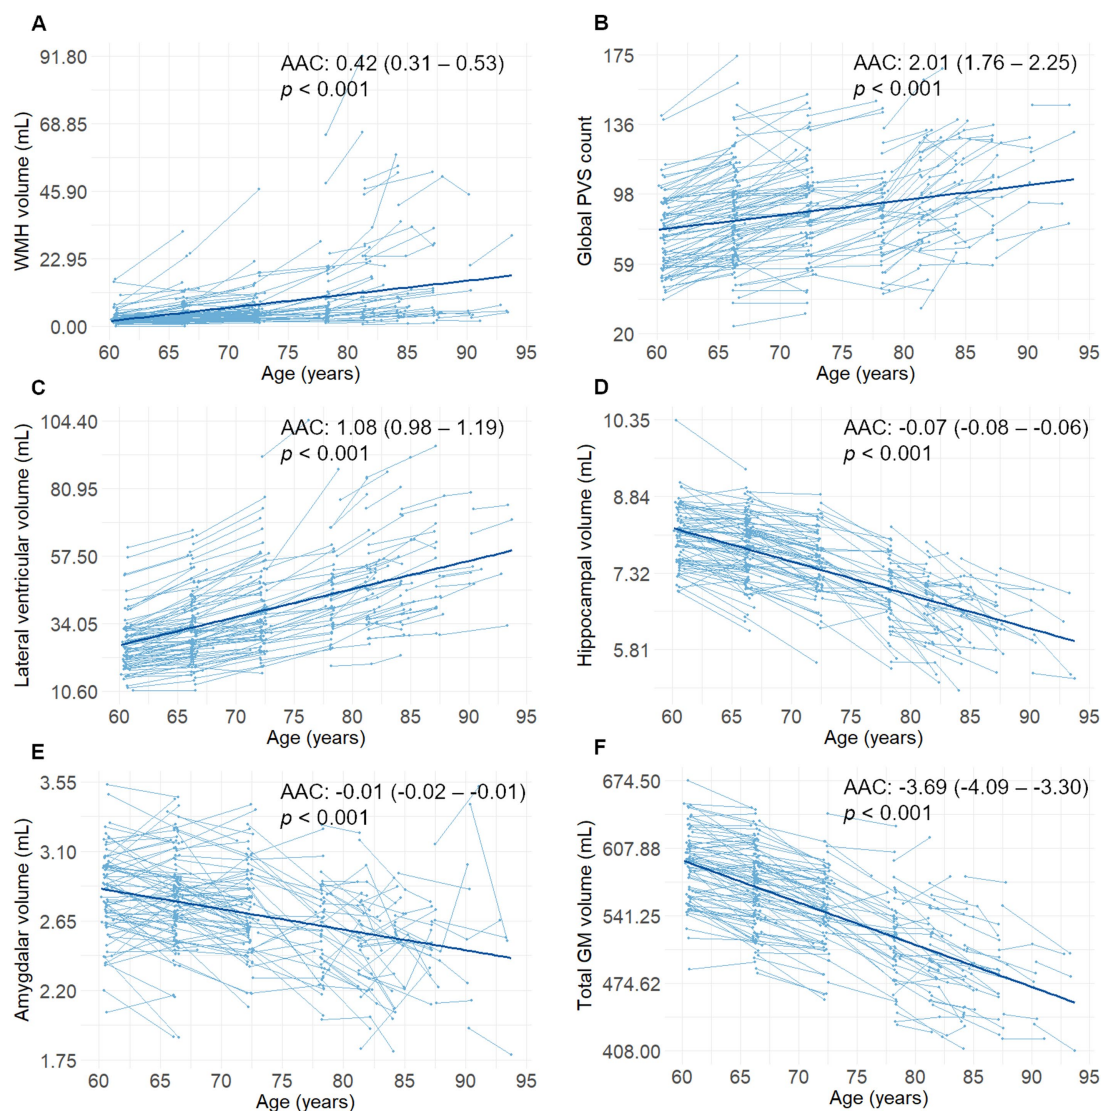 A
WMH volume (mL)
91.80
68.85
45.90
22.95
0.00
AAC: 0.42 (0.31 – 0.53)
p < 0.001
60 65 70 75 80 85 90 95
Age (years)
B
Global PVS count
175
136
98
59
20
AAC: 2.01 (1.76 – 2.25)
p < 0.001
60 65 70 75 80 85 90 95
Age (years)
C
Lateral ventricular volume (mL)
104.40
80.95
57.50
34.05
10.60
AAC: 1.08 (0.98 – 1.19)
p < 0.001
60 65 70 75 80 85 90 95
Age (years)
D
Hippocampal volume (mL)
10.35
8.84
7.32
5.81
AAC: -0.07 (-0.08 – -0.06)
p < 0.001
60 65 70 75 80 85 90 95
Age (years)
E
Amygdalar volume (mL)
3.55
3.10
2.65
2.20
1.75
AAC: -0.01 (-0.02 – -0.01)
p < 0.001
60 65 70 75 80 85 90 95
Age (years)
F
Total GM volume (mL)
674.50
607.88
541.25
474.62
408.00
AAC: -3.69 (-4.09 – -3.30)
p < 0.001
60 65 70 75 80 85 90 95
Age (years)